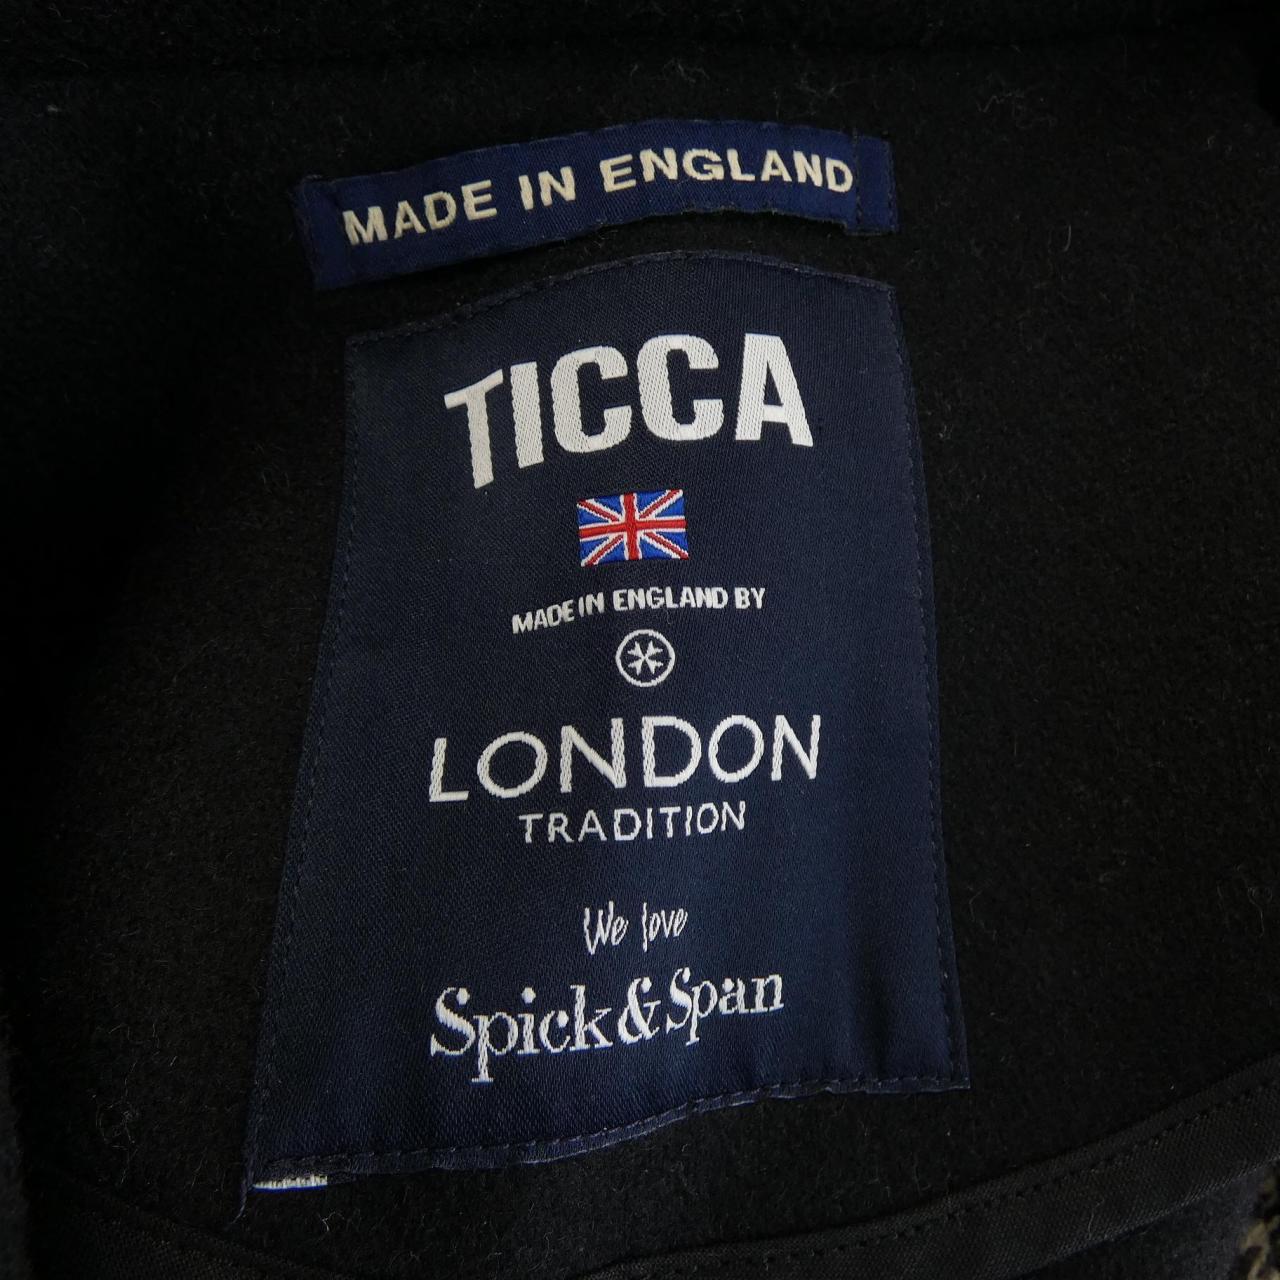 MADE IN ENGLAND
TICCA
MADE IN ENGLAND BY
LONDON
TRADITION
We love
Spick & Span